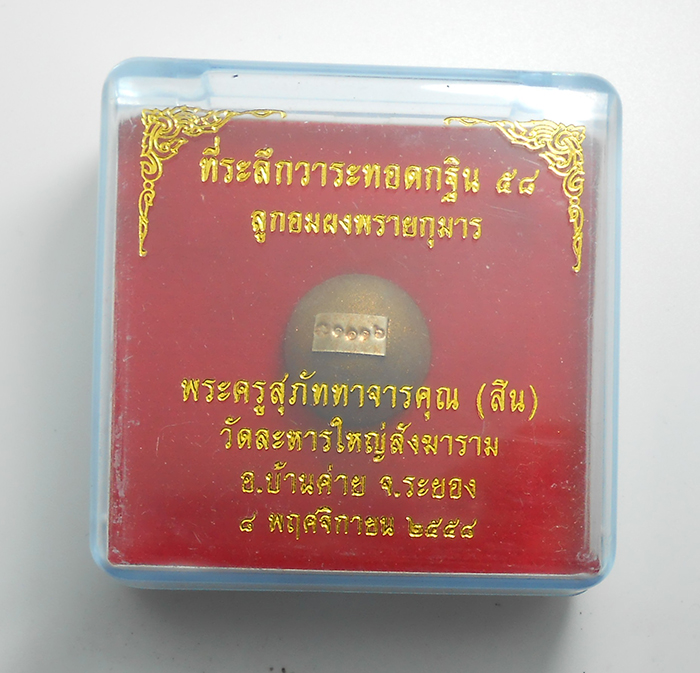 ที่ระลึกวาระทอดกฐิน ๕๘
ลูกอมผงพรายกุมาร
พระครูสุภัททาจารคุณ (สิน)
วัดละหารใหญ่สังฆาราม
อ.บ้านค่าย จ.ระยอง
๘ พฤศจิกายน ๒๕๕๘